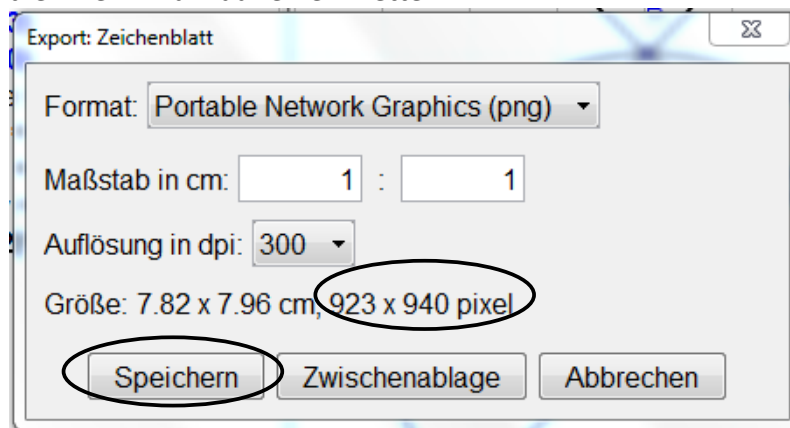 Export: Zeichenblatt
Format: Portable Network Graphics (png)
Maßstab in cm: 1 : 1
Auflösung in dpi: 300
Größe: 7.82 x 7.96 cm, 923 x 940 pixel
Speichern Zwischenablage Abbrechen